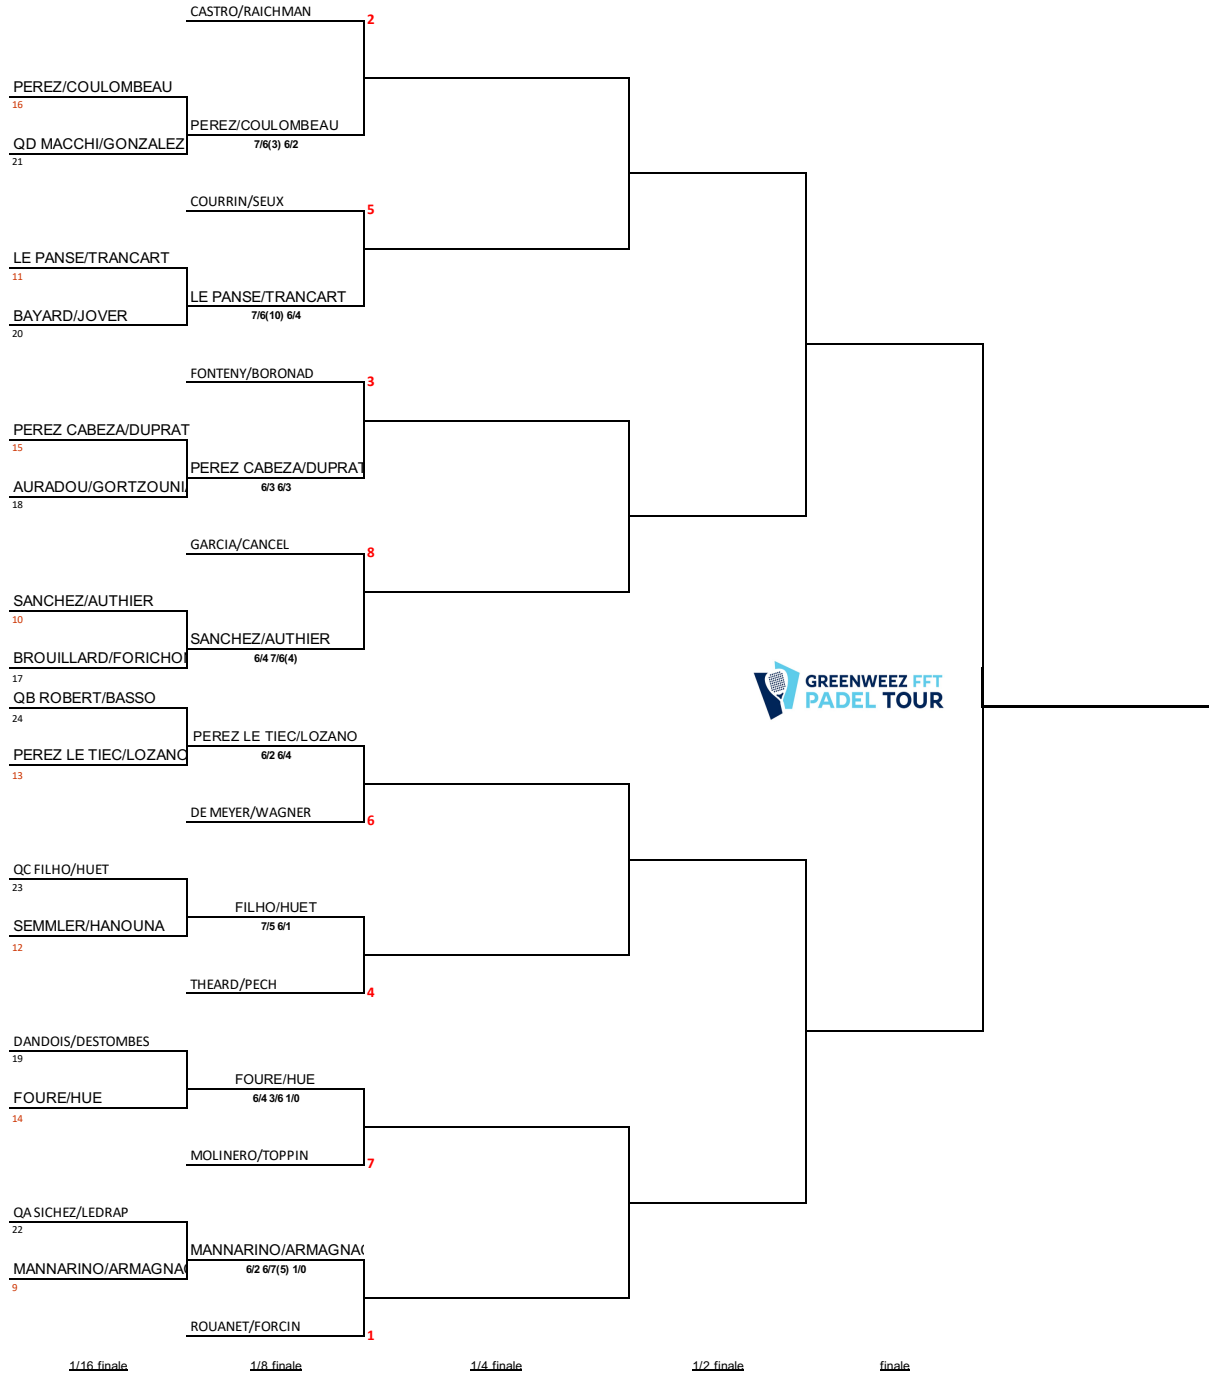 CASTRO/RAICHMAN
2
PEREZ/COULOMBEAU
16
PEREZ/COULOMBEAU
7/6(3) 6/2
QD MACCHI/GONZALEZ
21
COURRIN/SEUX
5
LE PANSE/TRANCART
11
LE PANSE/TRANCART
7/6(10) 6/4
BAYARD/JOVER
20
FONTENY/BORONAD
3
PEREZ CABEZA/DUPRAT
15
PEREZ CABEZA/DUPRAT
6/3 6/3
AURADOU/GORTZOUNI
18
GARCIA/CANCEL
8
SANCHEZ/AUTHIER
10
SANCHEZ/AUTHIER
6/4 7/6(4)
BROUILLARD/FORICHO
17
QB ROBERT/BASSO
24
PEREZ LE TIEC/LOZANO
6/2 6/4
PEREZ LE TIEC/LOZANO
13
DE MEYER/WAGNER
6
GREENWEEZ FFT
PADEL TOUR
QC FILHO/HUET
23
FILHO/HUET
7/5 6/1
SEMMLER/HANOUNA
12
THEARD/PECH
4
DANDOIS/DESTOMBES
19
FOURE/HUE
6/4 3/6 1/0
FOURE/HUE
14
MOLINERO/TOPPIN
7
QA SICHEZ/LEDRAP
22
MANNARINO/ARMAGNAC
6/2 6/7(5) 1/0
MANNARINO/ARMAGNAC
9
ROUANET/FORCIN
1
1/16 finale
1/8 finale
1/4 finale
1/2 finale
finale